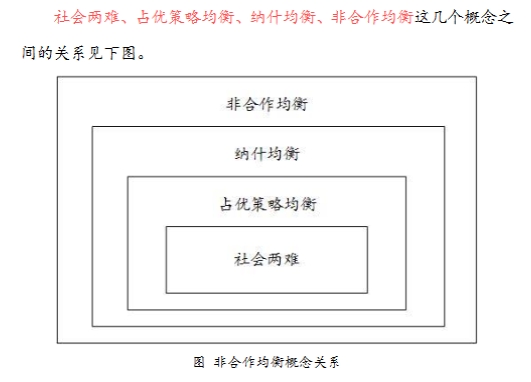 社会两难、占优策略均衡、纳什均衡、非合作均衡这几个概念之
间的关系见下图。
非合作均衡
纳什均衡
占优策略均衡
社会两难
图 非合作均衡概念关系